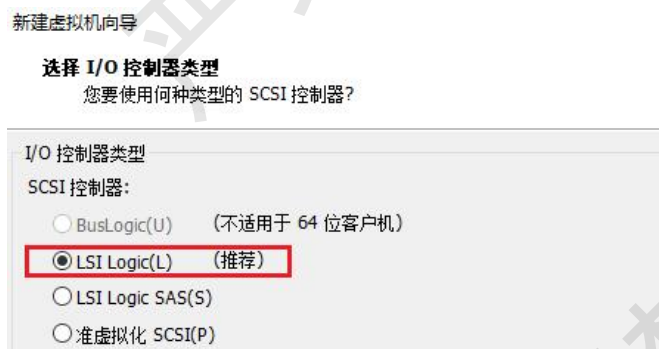 新建虚拟机向导
选择 I/O 控制器类型
您要使用何种类型的 SCSI 控制器?
I/O 控制器类型
SCSI 控制器:
BusLogic(U) (不适用于 64 位客户机)
LSI Logic(L) (推荐)
LSI Logic SAS(S)
准虚拟化 SCSI(P)